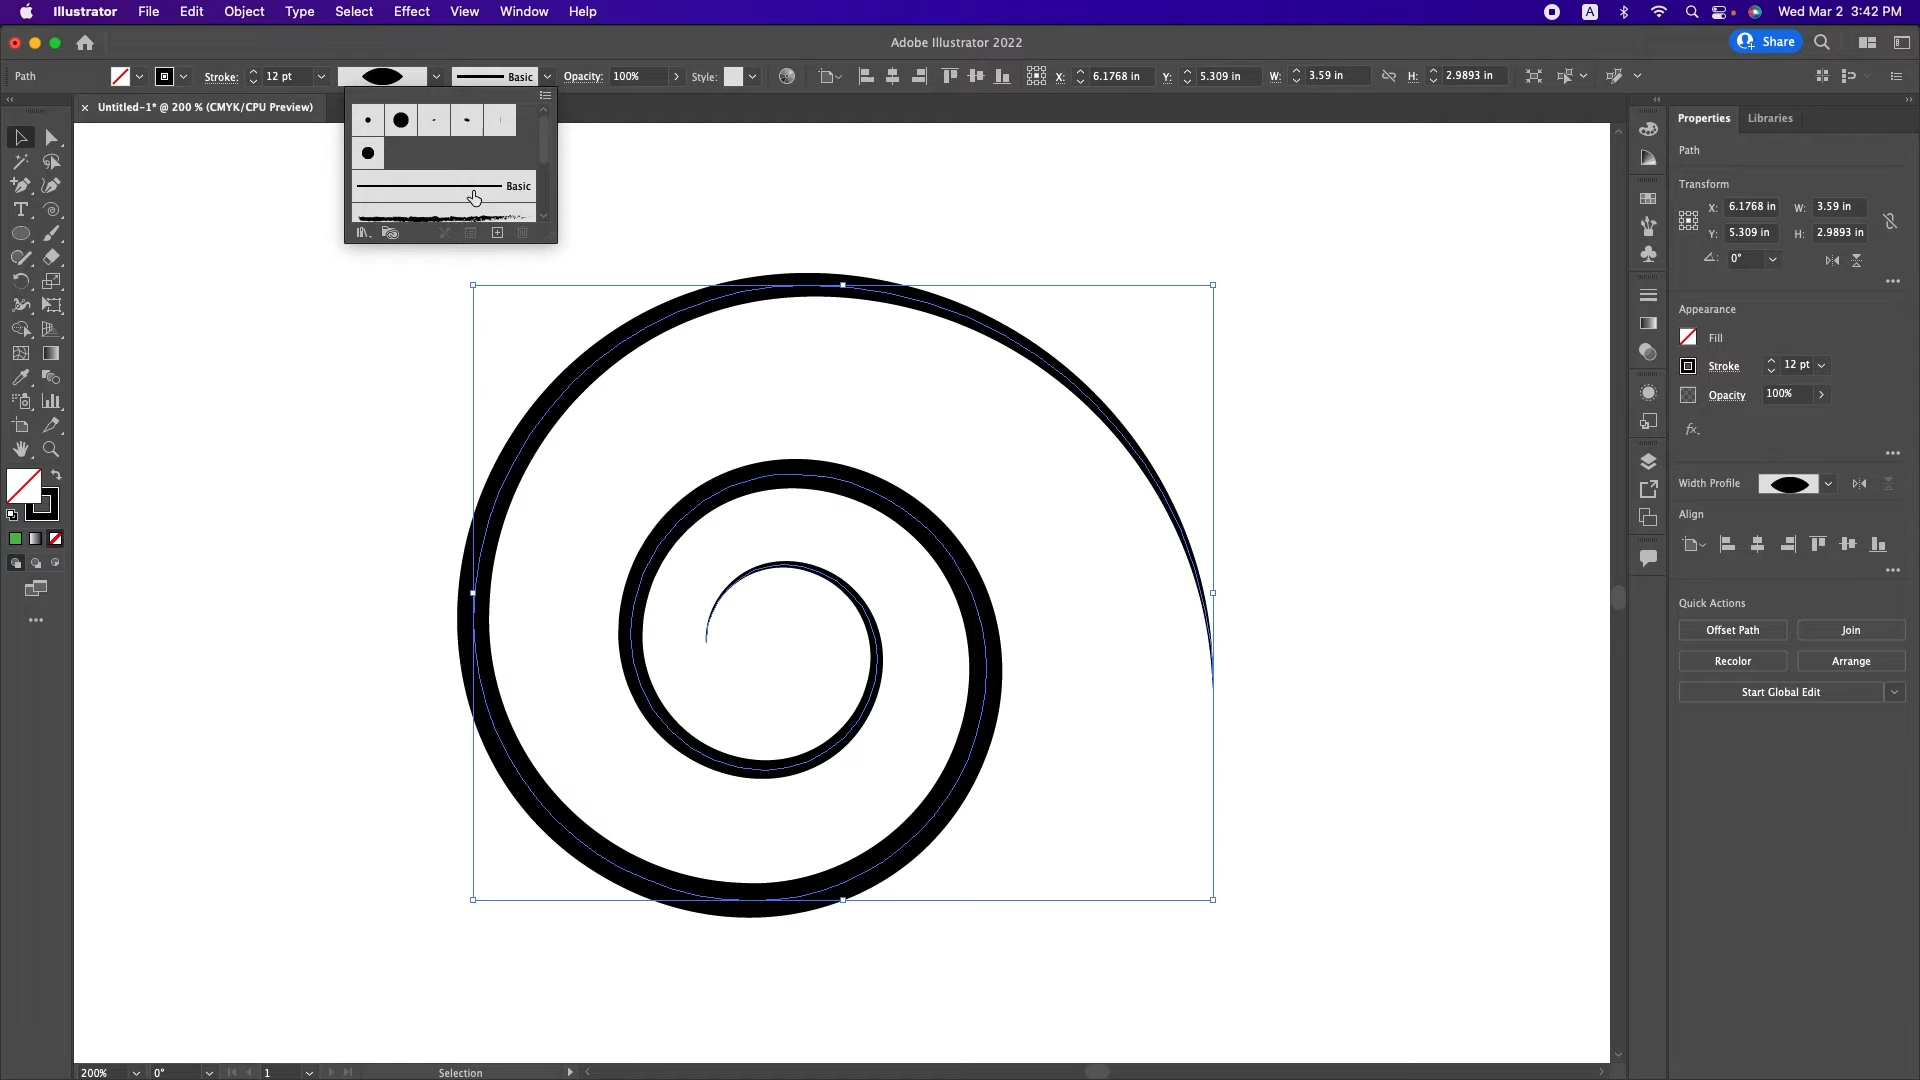 Illustrator File Edit Object Type Select Effect View Window Help A Wed Mar 2 3:42 PM
Adobe Illustrator 2022 Share
Path Stroke: 12 pt Basic Opacity: 100% Style: X: 6.1768 in Y: 5.309 in W: 3.59 in H: 2.9893 in
× Untitled-1* @ 200 % (CMYK/CPU Preview)
Properties Libraries
Path
Transform
X: 6.1768 in W: 3.59 in
Y: 5.309 in H: 2.9893 in
0°
Basic
Appearance
Fill
Stroke 12 pt
Opacity 100%
fx.
Width Profile
Align
Quick Actions
Offset Path Join
Recolor Arrange
Start Global Edit
200% 0° 1 Selection